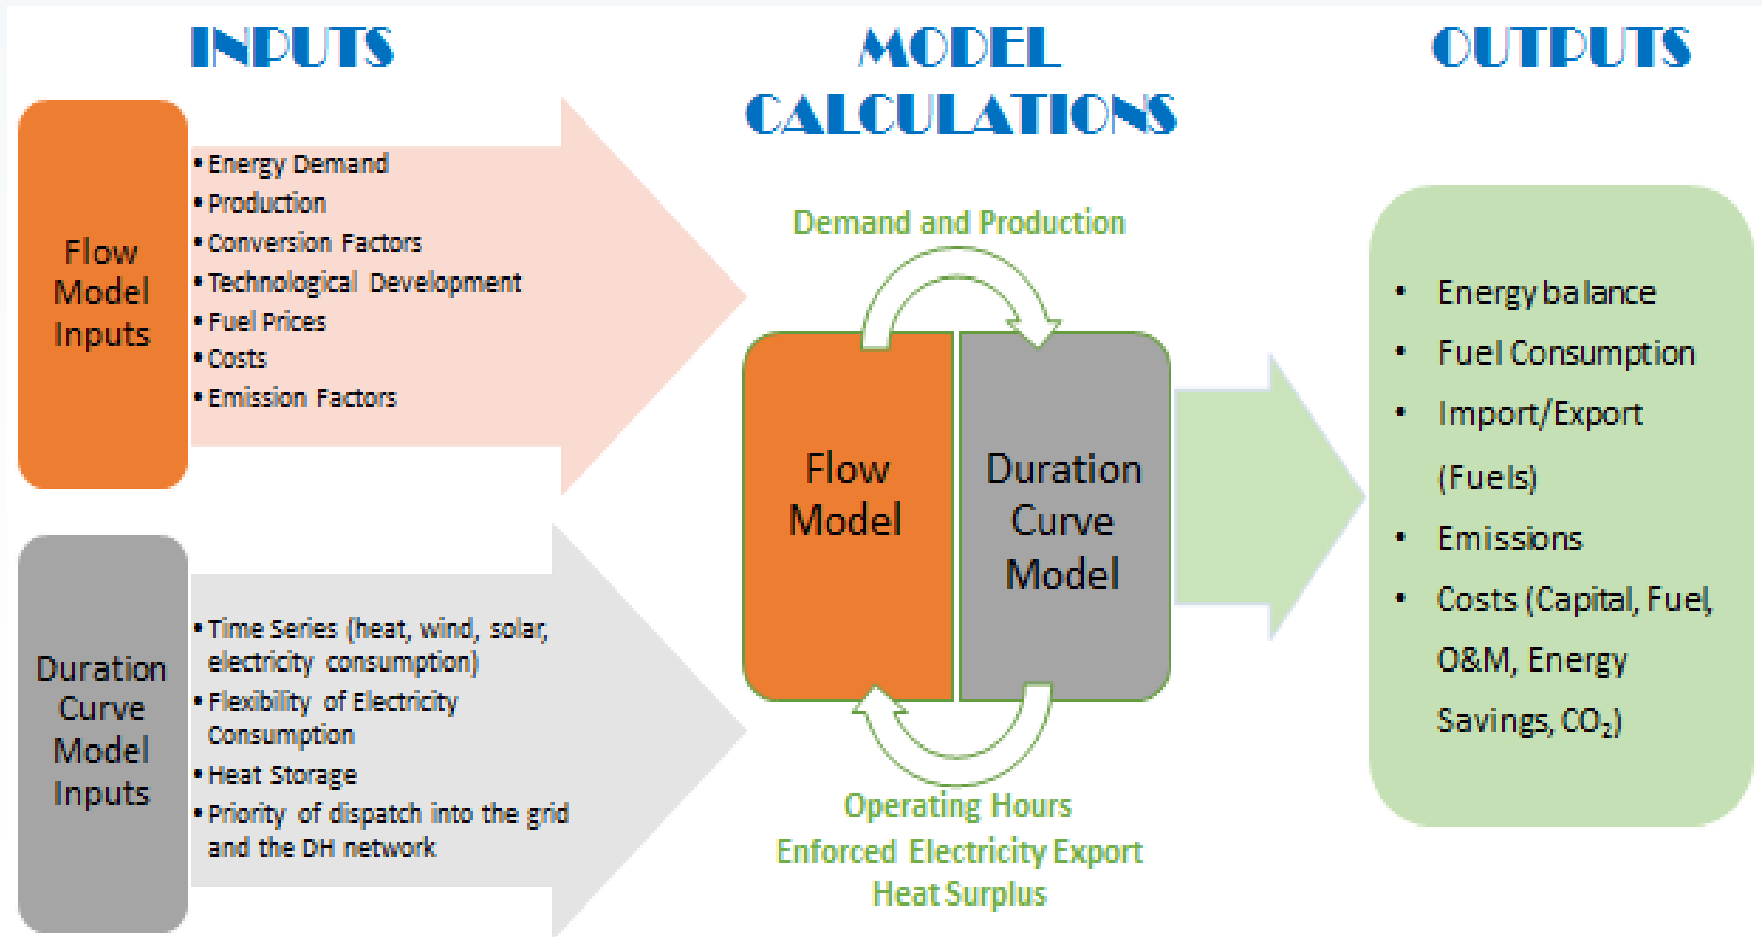 INPUTS
Flow
Model
Inputs
• Energy Demand
• Production
• Conversion Factors
• Technological Development
• Fuel Prices
• Costs
• Emission Factors
Duration
Curve
Model
Inputs
• Time Series (heat, wind, solar,
electricity consumption)
• Flexibility of Electricity
Consumption
• Heat Storage
• Priority of dispatch into the grid
and the DH network
MODEL
CALCULATIONS
Demand and Production
Flow
Model
Duration
Curve
Model
Operating Hours
Enforced Electricity Export
Heat Surplus
OUTPUTS
• Energy balance
• Fuel Consumption
• Import/Export
(Fuels)
• Emissions
• Costs (Capital, Fuel,
O&M, Energy
Savings, CO₂)